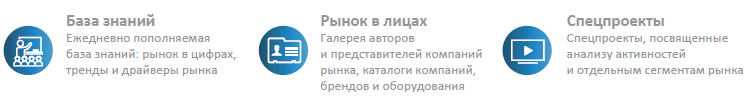 База знаний
Ежедневно пополняемая
база знаний: рынок в цифрах,
тренды и драйверы рынка
Рынок в лицах
Галерея авторов
и представителей компаний
рынка, каталоги компаний,
брендов и оборудования
Спецпроекты
Спецпроекты, посвященные
анализу активностей
и отдельным сегментам рынка